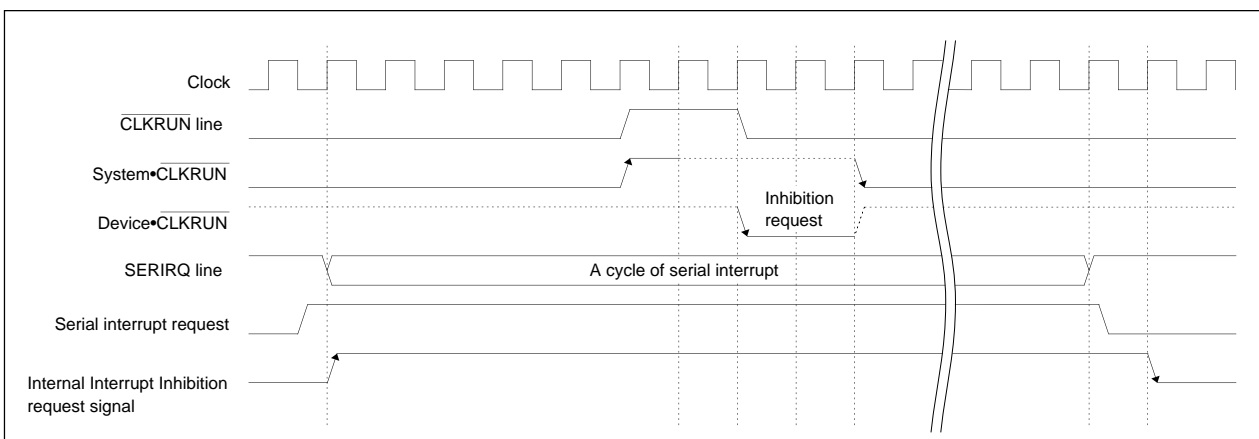 Clock
CLKRUN line
System•CLKRUN
Device•CLKRUN
Inhibition
request
SERIRQ line
A cycle of serial interrupt
Serial interrupt request
Internal Interrupt Inhibition
request signal